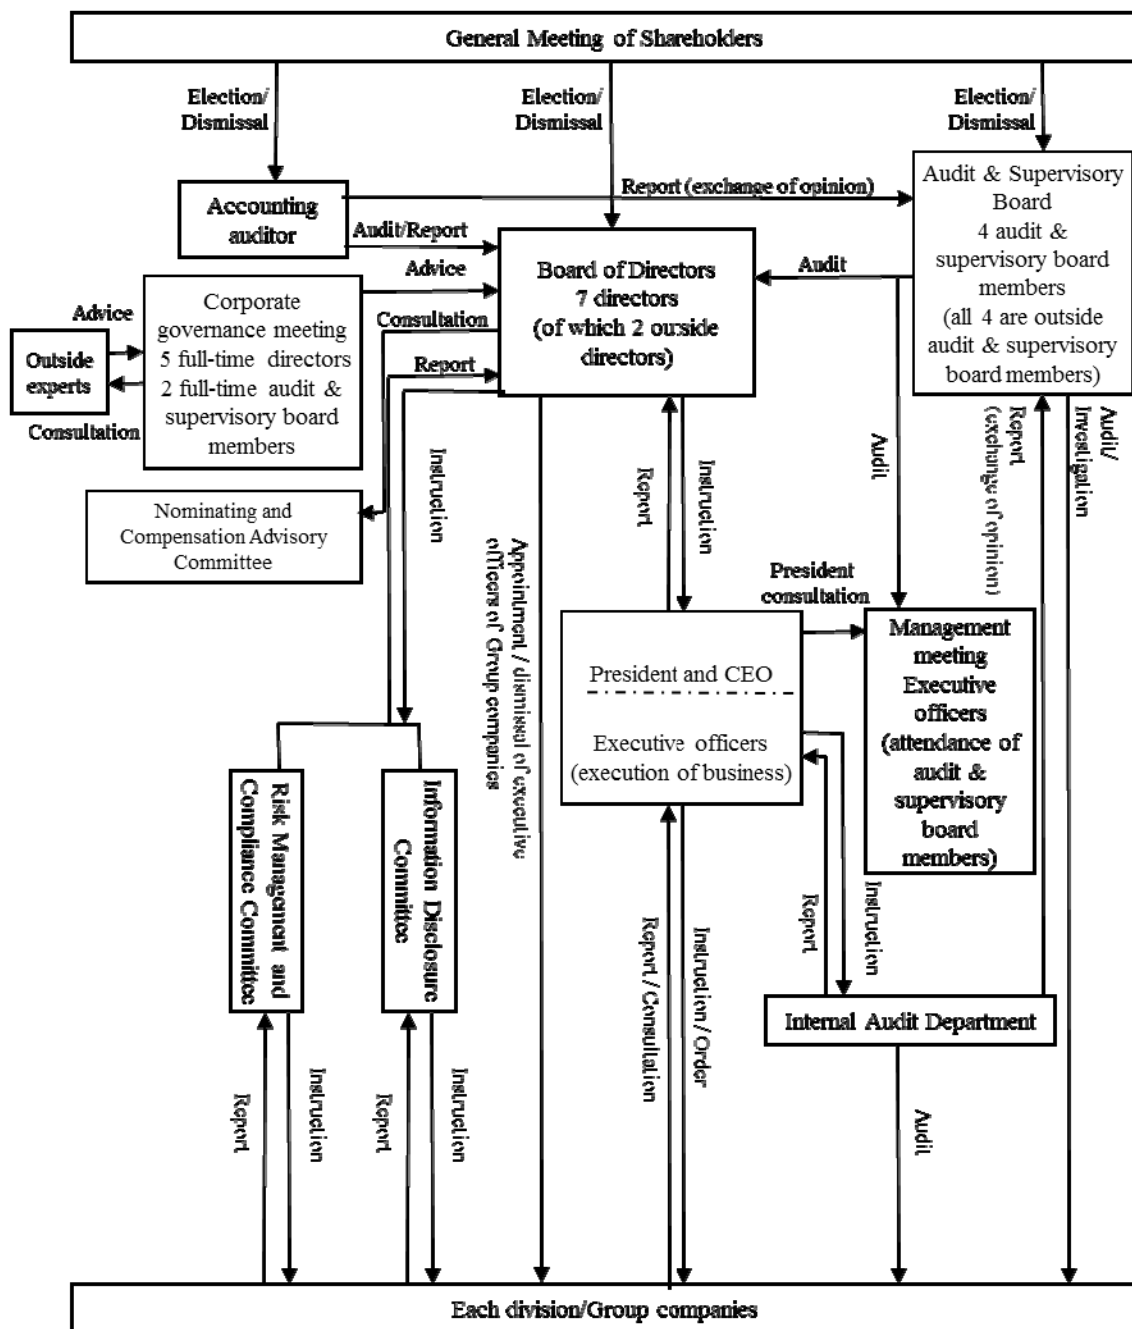 General Meeting of Shareholders
Election/
Dismissal
Election/
Dismissal
Election/
Dismissal
Accounting
auditor
Report (exchange of opinion)
Audit & Supervisory
Board
4 audit &
supervisory board
members
(all 4 are outside
audit & supervisory
board members)
Audit/Report
Advice
Board of Directors
7 directors
(of which 2 outside
directors)
Audit
Corporate
governance meeting
5 full-time directors
2 full-time audit &
supervisory board
members
Advice
Outside
experts
Consultation
Consultation
Report
Nominating and
Compensation Advisory
Committee
Instruction
Appointment / dismissal of executive
officers of Group companies
Report
Instruction
Audit
Report
(exchange of opinion)
Audit/
Investigation
President
consultation
President and CEO
Executive officers
(execution of business)
Management
meeting
Executive
officers
(attendance of
audit &
supervisory
board
members)
Risk Management and
Compliance Committee
Information Disclosure
Committee
Report
Instruction
Internal Audit Department
Report / Consultation
Instruction / Order
Report
Instruction
Report
Instruction
Audit
Each division/Group companies